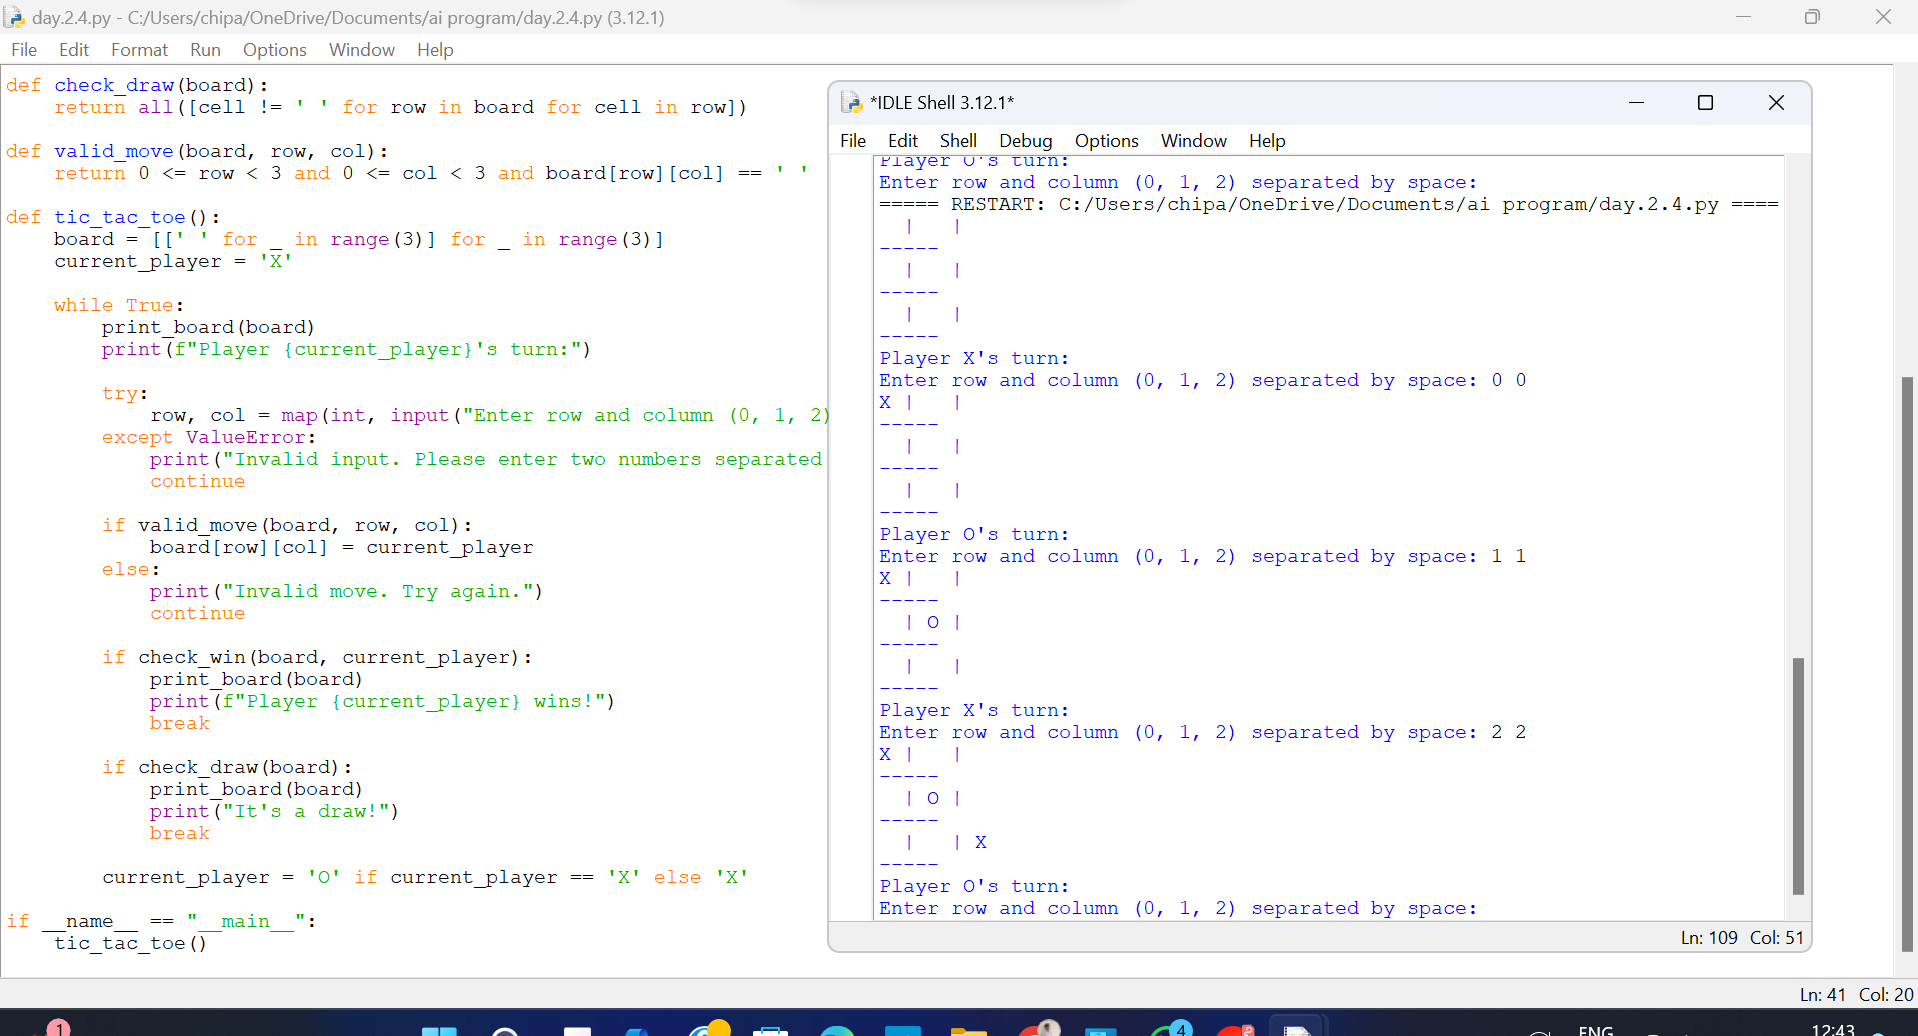 day.2.4.py - C:/Users/chipa/OneDrive/Documents/ai program/day.2.4.py (3.12.1)
File Edit Format Run Options Window Help
def check_draw(board):
    return all([cell != ' ' for row in board for cell in row])
def valid_move(board, row, col):
    return 0 <= row < 3 and 0 <= col < 3 and board[row][col] == ' '
def tic_tac_toe():
    board = [[' ' for _ in range(3)] for _ in range(3)]
    current_player = 'X'
    while True:
        print_board(board)
        print(f"Player {current_player}'s turn:")
        try:
            row, col = map(int, input("Enter row and column (0, 1, 2)
        except ValueError:
            print("Invalid input. Please enter two numbers separated
            continue
        if valid_move(board, row, col):
            board[row][col] = current_player
        else:
            print("Invalid move. Try again.")
            continue
        if check_win(board, current_player):
            print_board(board)
            print(f"Player {current_player} wins!")
            break
        if check_draw(board):
            print_board(board)
            print("It's a draw!")
            break
        current_player = 'O' if current_player == 'X' else 'X'
if __name__ == "__main__":
    tic_tac_toe()
*IDLE Shell 3.12.1*
File Edit Shell Debug Options Window Help
Player O's turn:
Enter row and column (0, 1, 2) separated by space:
===== RESTART: C:/Users/chipa/OneDrive/Documents/ai program/day.2.4.py ====
  |   |
-----
  |   |
-----
  |   |
-----
Player X's turn:
Enter row and column (0, 1, 2) separated by space: 0 0
X |   |
-----
  |   |
-----
  |   |
-----
Player O's turn:
Enter row and column (0, 1, 2) separated by space: 1 1
X |   |
-----
  | O |
-----
  |   |
-----
Player X's turn:
Enter row and column (0, 1, 2) separated by space: 2 2
X |   |
-----
  | O |
-----
  |   | X
-----
Player O's turn:
Enter row and column (0, 1, 2) separated by space:
Ln: 109 Col: 51
Ln: 41 Col: 20
1
4
ENG
12:43